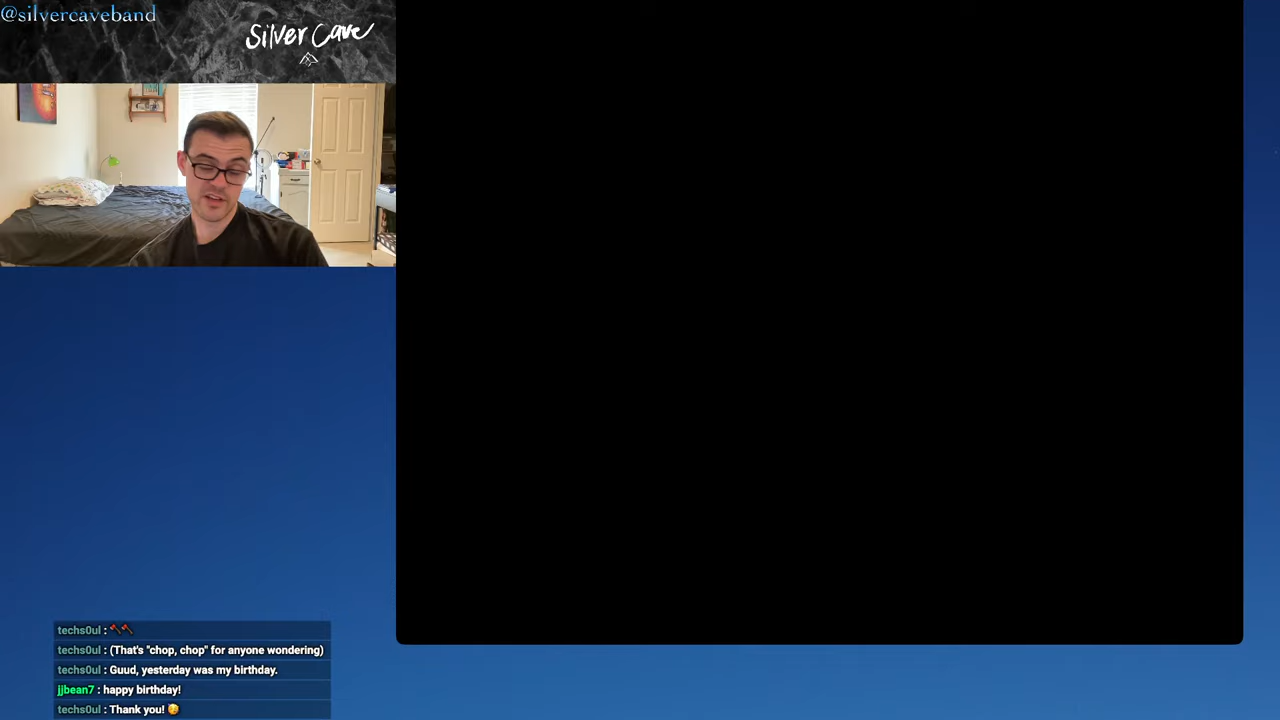 @silvercaveband
Silver Cave
techs0ul : 🪓🪓
techs0ul : (That's "chop, chop" for anyone wondering)
techs0ul : Guud, yesterday was my birthday.
jjbean7 : happy birthday!
techs0ul : Thank you! 🥳